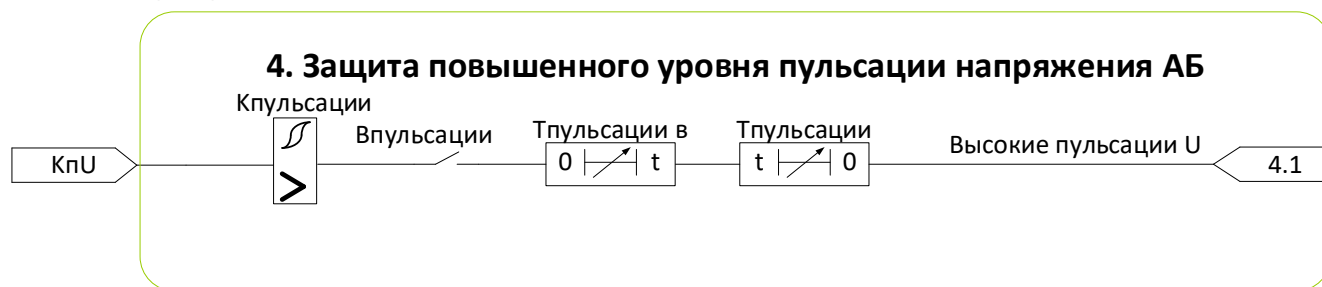 4. Защита повышенного уровня пульсации напряжения АБ
Кпульсации
Впульсации
Тпульсации в
Тпульсации
Высокие пульсации U
КпU
>
0 t
t 0
4.1